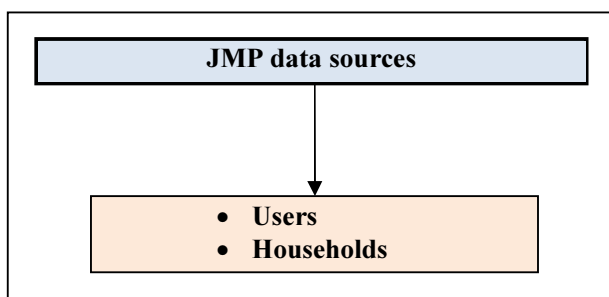 JMP data sources
• Users
• Households